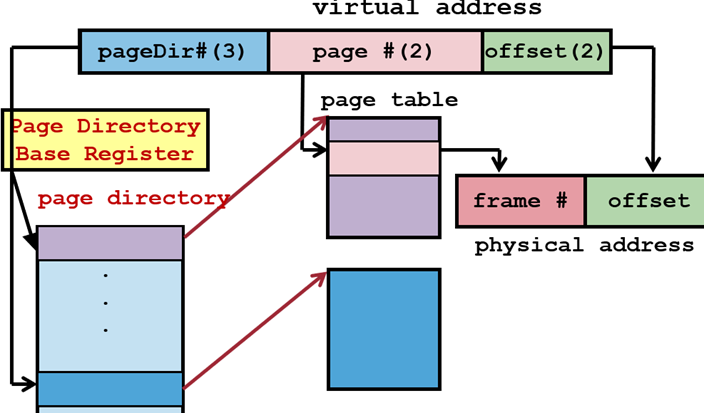 virtual address
pageDir#(3)
page #(2)
offset(2)
page table
Page Directory
Base Register
page directory
frame #
offset
physical address